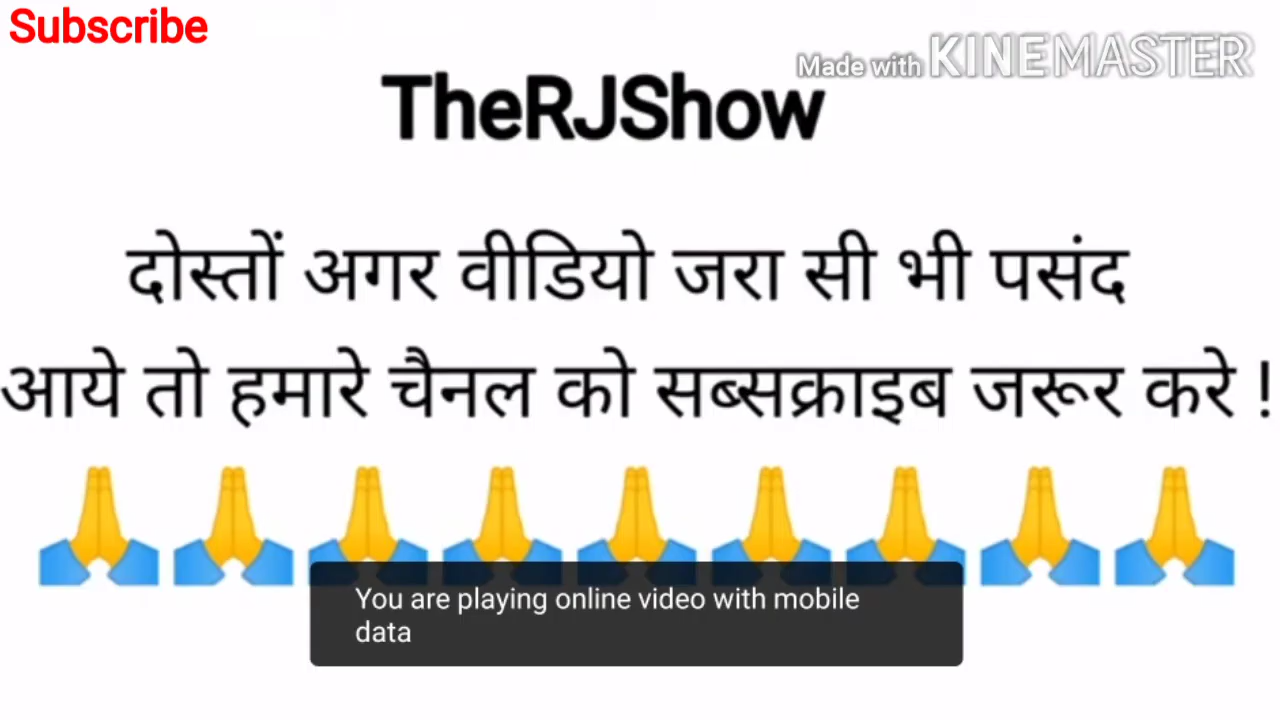 Subscribe
Made with KINEMASTER
TheRJShow
दोस्तों अगर वीडियो जरा सी भी पसंद
आये तो हमारे चैनल को सब्सक्राइब जरूर करे !
🙏🙏🙏🙏🙏🙏🙏🙏🙏
You are playing online video with mobile
data